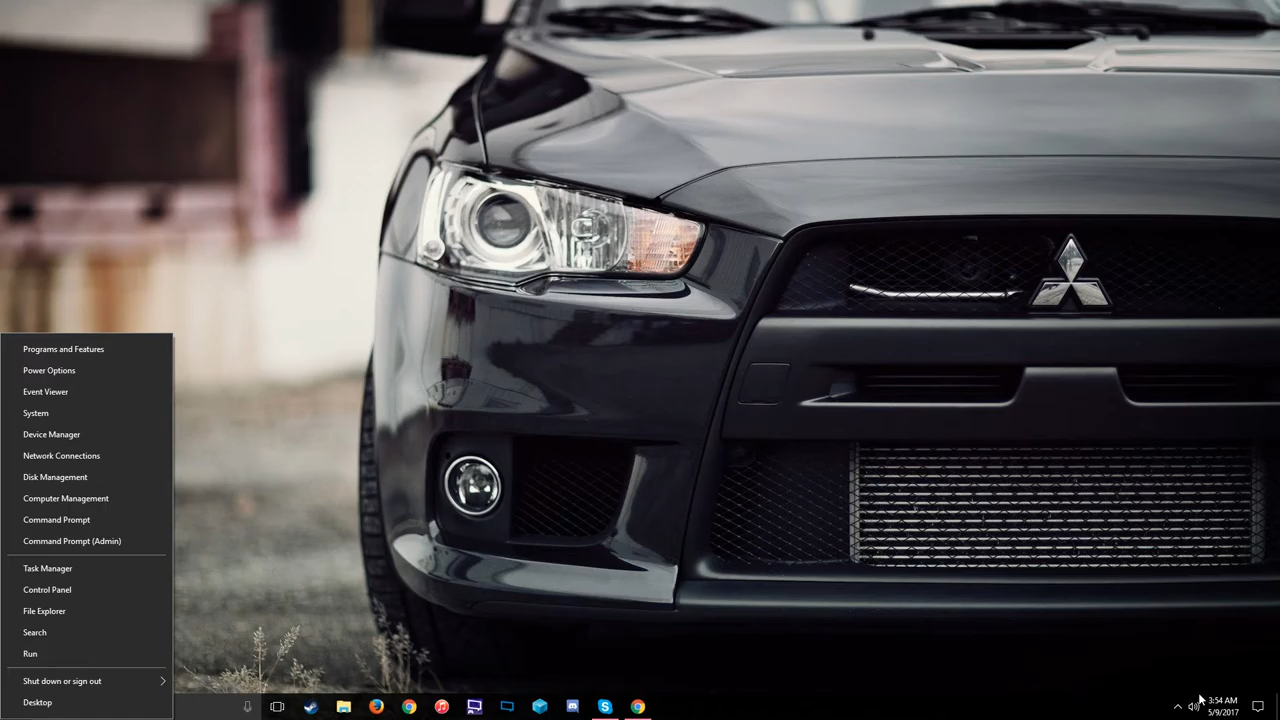 Programs and Features
Power Options
Event Viewer
System
Device Manager
Network Connections
Disk Management
Computer Management
Command Prompt
Command Prompt (Admin)
Task Manager
Control Panel
File Explorer
Search
Run
Shut down or sign out
Desktop
3:54 AM
5/9/2017